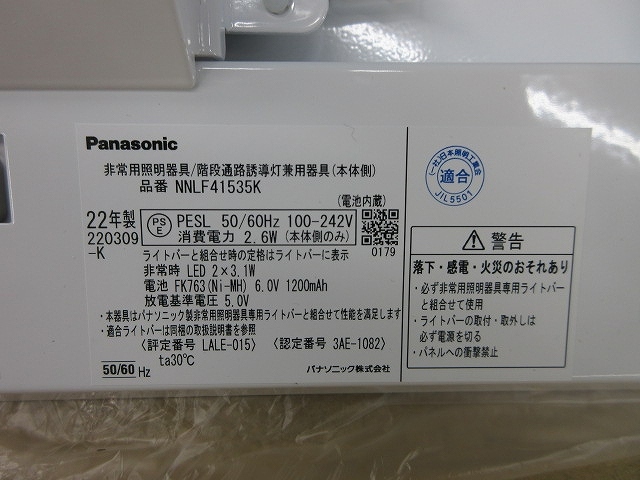 Panasonic
非常用照明器具/階段通路誘導灯兼用器具(本体側)
品番 NNLF41535K
(電池内蔵)
22年製
220309
-K
PS
E
PESL 50/60Hz 100-242V
消費電力 2.6W (本体側のみ)
0179
ライトバーと組合せ時の定格はライトバーに表示
非常時 LED 2×3.1W
電池 FK763(Ni-MH) 6.0V 1200mAh
放電基準電圧 5.0V
・本器具はパナソニック製非常用照明器具専用ライトバーと組合せて性能を満足します
・適合ライトバーは同梱の取扱説明書を参照
〈評定番号 LALE-015〉 〈認定番号 3AE-1082〉
ta30℃
50/60 Hz
パナソニック株式会社
(一社)日本照明工業会
適合
JIL5501
警告
落下・感電・火災のおそれあり
・必ず非常用照明器具専用ライトバー
と組合せて使用
・ライトバーの取付・取外しは
必ず電源を切る
・パネルへの衝撃禁止